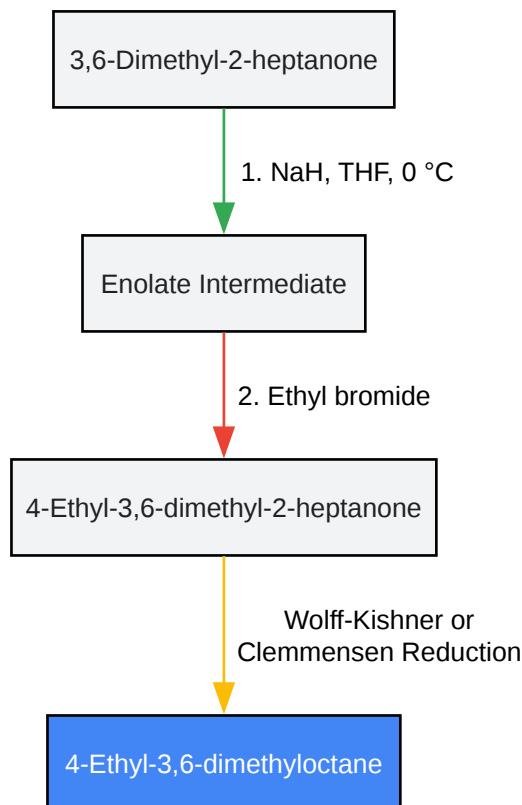 3,6-Dimethyl-2-heptanone
1. NaH, THF, 0 °C
Enolate Intermediate
2. Ethyl bromide
4-Ethyl-3,6-dimethyl-2-heptanone
Wolff-Kishner or
Clemmensen Reduction
4-Ethyl-3,6-dimethyloctane